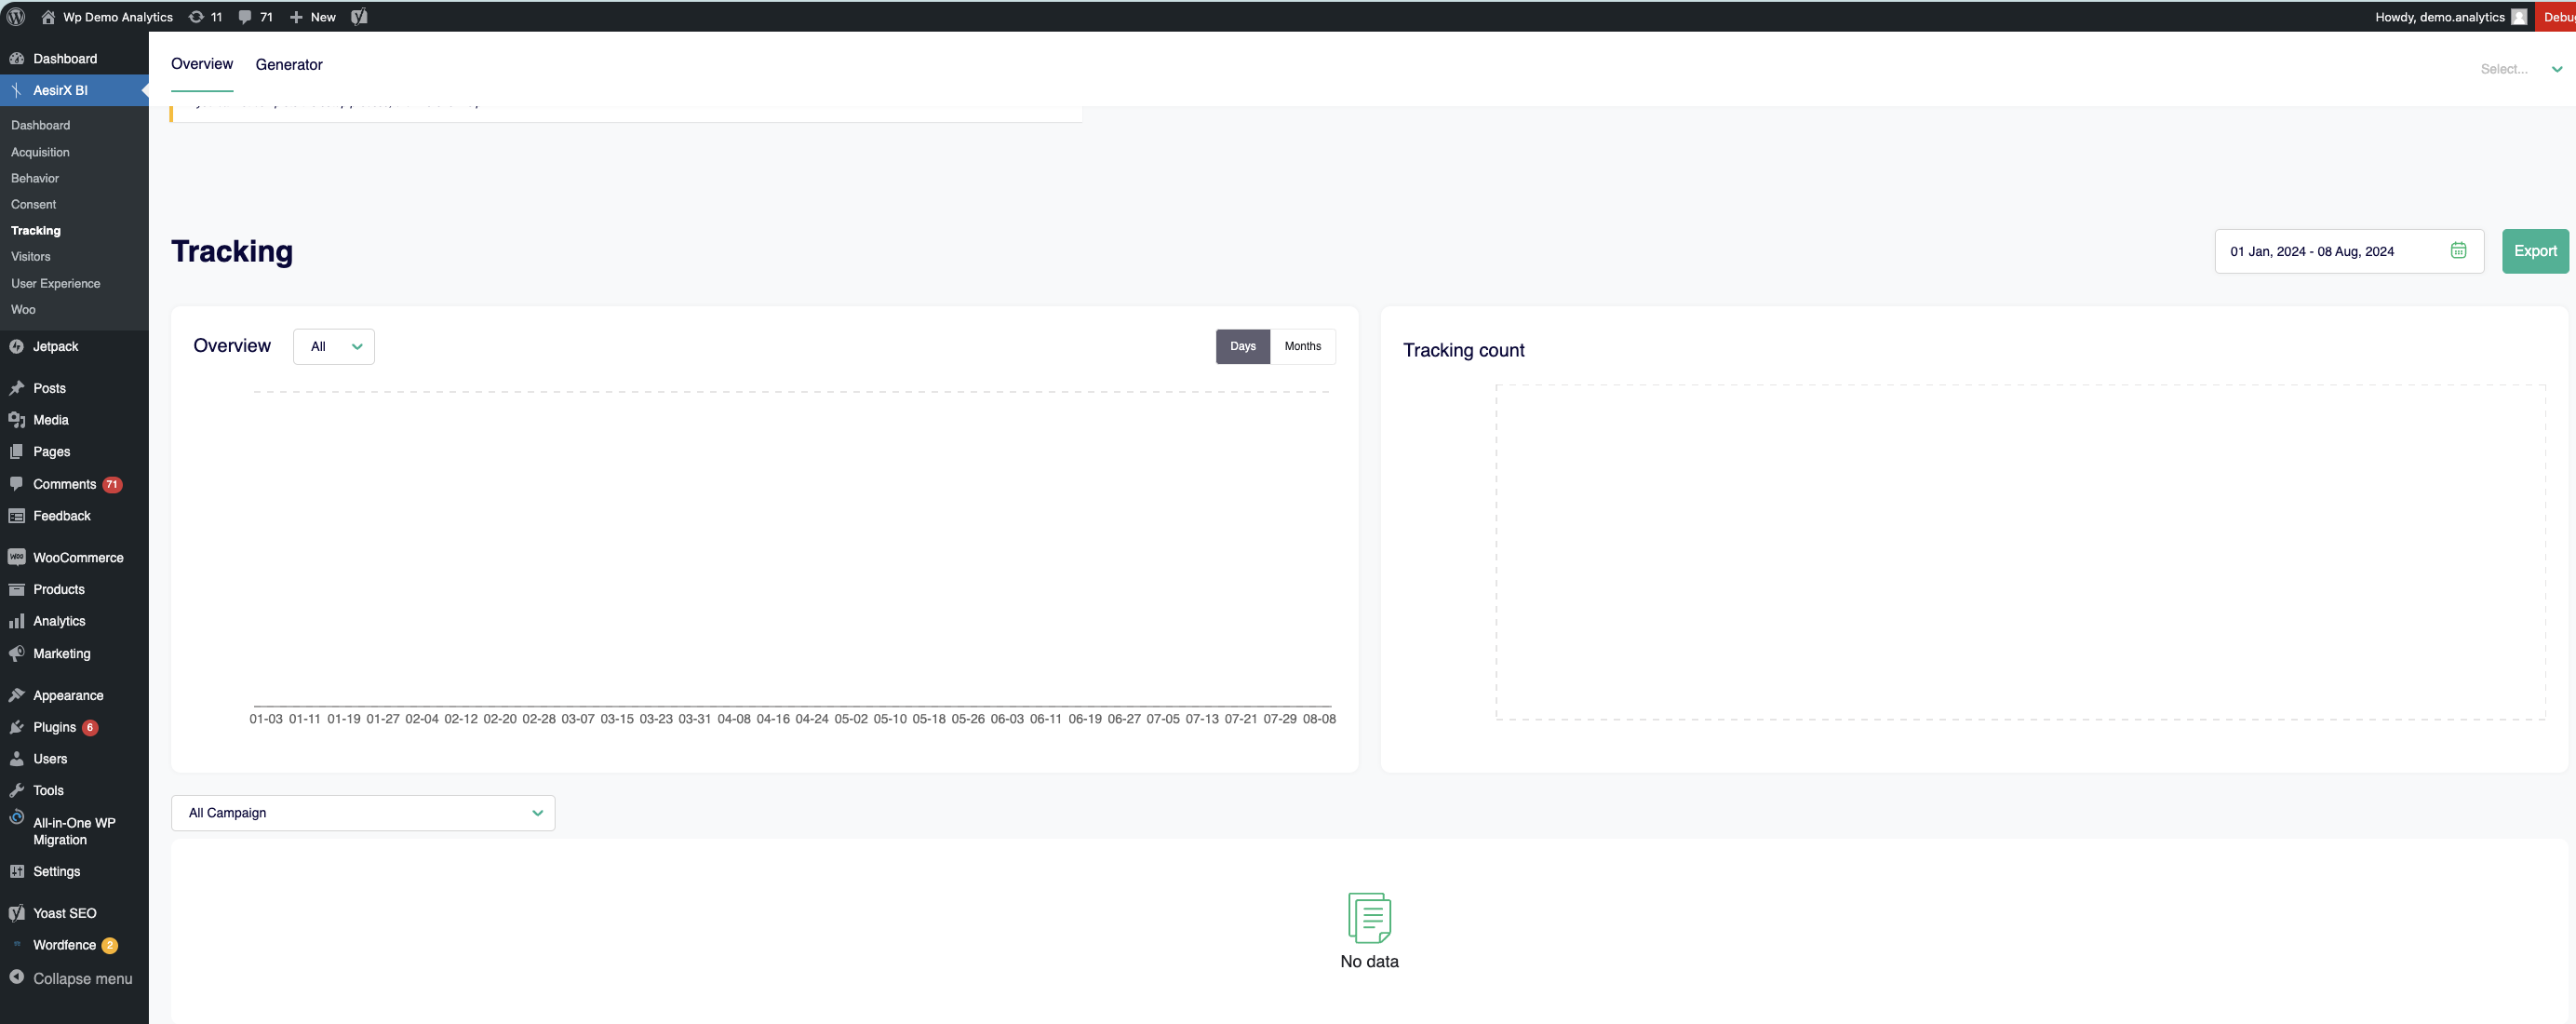 Wp Demo Analytics 11 71 New
Howdy, demo.analytics
Dashboard
AesirX BI
Dashboard
Acquisition
Behavior
Consent
Tracking
Visitors
User Experience
Woo
Jetpack
Posts
Media
Pages
Comments 71
Feedback
WooCommerce
Products
Analytics
Marketing
Appearance
Plugins 6
Users
Tools
All-in-One WP
Migration
Settings
Yoast SEO
Wordfence 2
Collapse menu
Overview Generator
Select...
Tracking
01 Jan, 2024 - 08 Aug, 2024
Export
Overview All
Days Months
01-03 01-11 01-19 01-27 02-04 02-12 02-20 02-28 03-07 03-15 03-23 03-31 04-08 04-16 04-24 05-02 05-10 05-18 05-26 06-03 06-11 06-19 06-27 07-05 07-13 07-21 07-29 08-08
Tracking count
All Campaign
No data